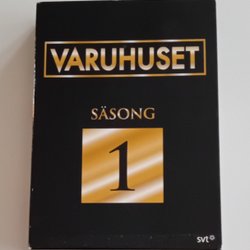 VARUHUSET
SÄSONG
1
svt